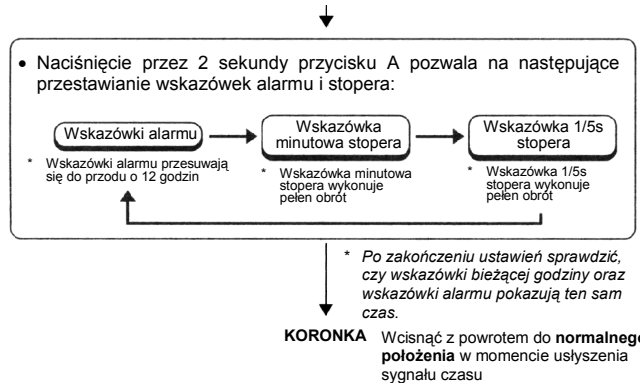 • Naciśnięcie przez 2 sekundy przycisku A pozwala na następujące
przestawianie wskazówek alarmu i stopera:
Wskazówki alarmu
* Wskazówki alarmu przesuwają
się do przodu o 12 godzin
Wskazówka
minutowa stopera
* Wskazówka minutowa
stopera wykonuje
pełen obrót
Wskazówka 1/5s
stopera
* Wskazówka 1/5s
stopera wykonuje
pełen obrót
* Po zakończeniu ustawień sprawdzić,
czy wskazówki bieżącej godziny oraz
wskazówki alarmu pokazują ten sam
czas.
KORONKA Wcisnąć z powrotem do normalnego
położenia w momencie usłyszenia
sygnału czasu